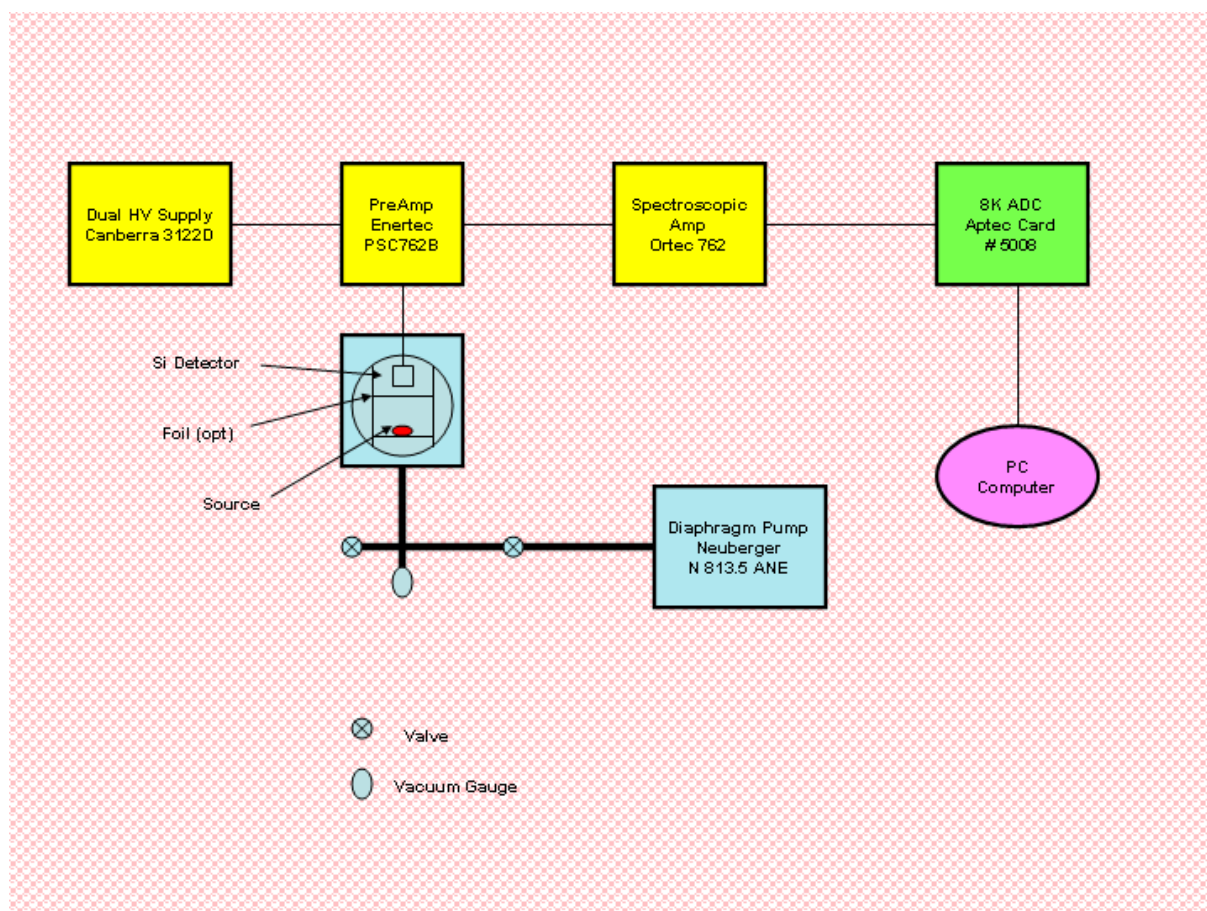 Dual HV Supply
Canberra 3122D
PreAmp
Enertec
PSC762B
Spectroscopic
Amp
Ortec 762
8K ADC
Aptec Card
# 5008
Si Detector
Foil (opt)
Source
PC
Computer
Diaphragm Pump
Neuberger
N 813.5 ANE
Valve
Vacuum Gauge